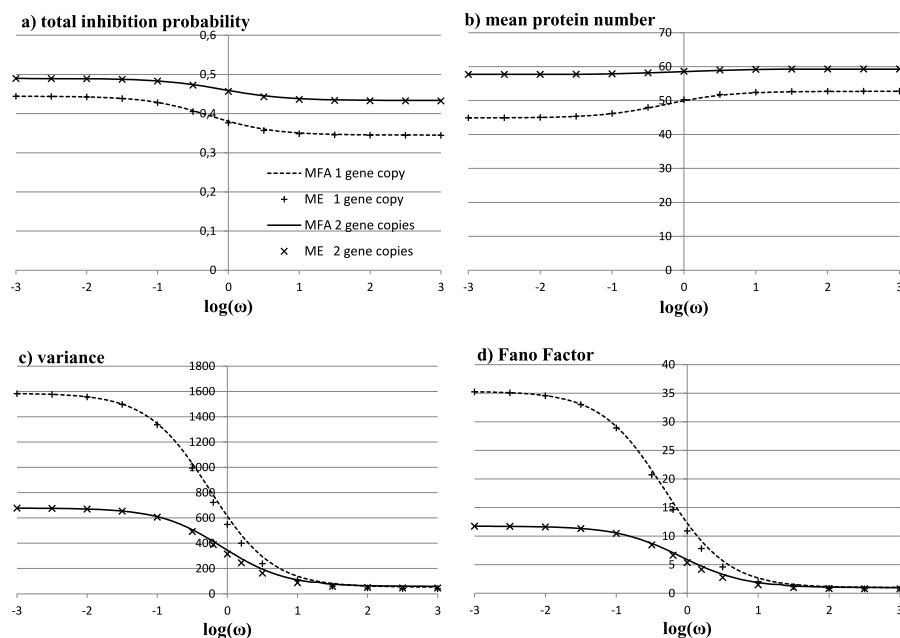 a) total inhibition probability
0,6
0,5
0,4
0,3
0,2
0,1
0
MFA 1 gene copy
ME 1 gene copy
MFA 2 gene copies
ME 2 gene copies
-3 -2 -1 0 1 2 3
log(ω)
b) mean protein number
70
60
50
40
30
20
10
0
-3 -2 -1 0 1 2 3
log(ω)
c) variance
1800
1600
1400
1200
1000
800
600
400
200
0
-3 -2 -1 0 1 2 3
log(ω)
d) Fano Factor
40
35
30
25
20
15
10
5
0
-3 -2 -1 0 1 2 3
log(ω)